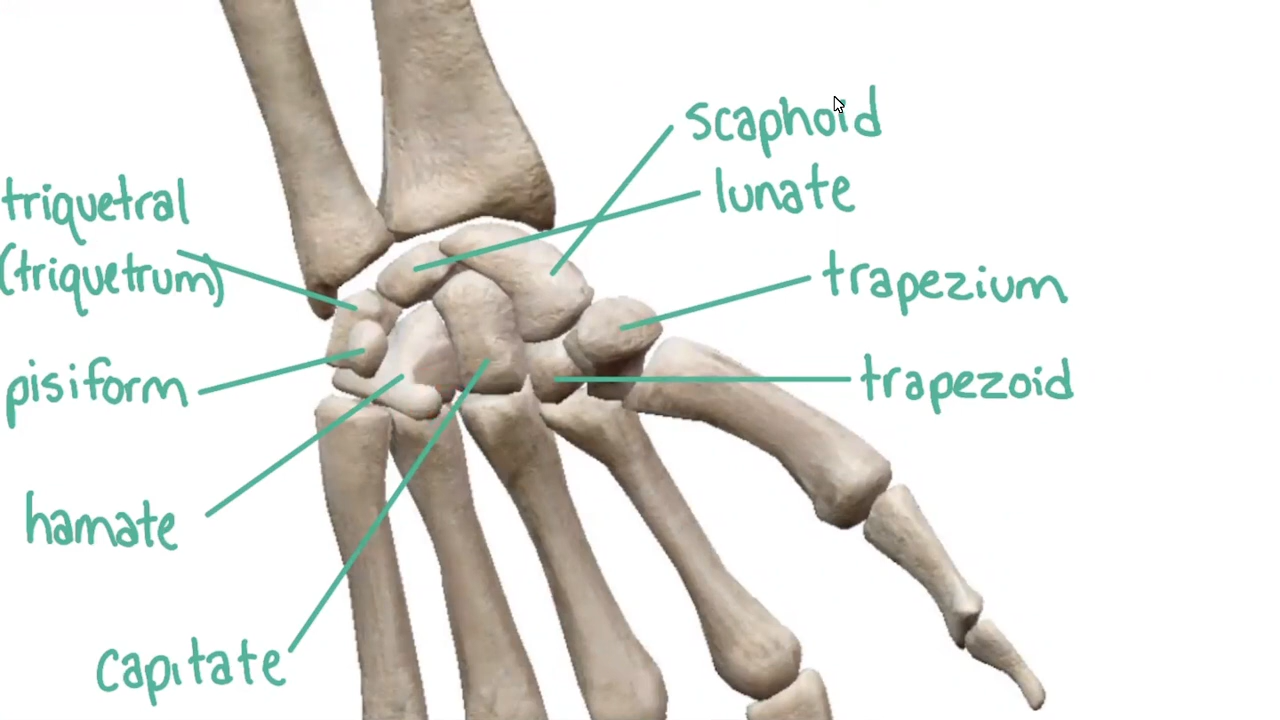 scaphoid
lunate
triquetral
(triquetrum)
trapezium
pisiform
trapezoid
hamate
capitate